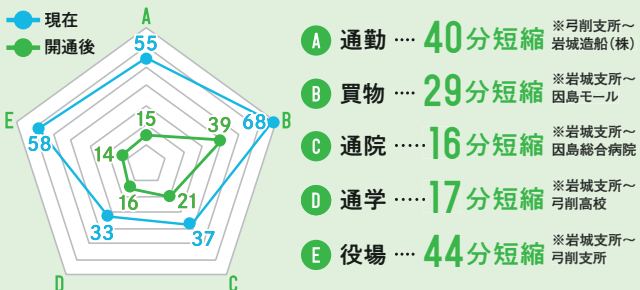 現在
開通後
A
B
C
D
E
55
68
37
33
58
15
39
21
16
14
A 通勤 ････ 40分短縮 ※弓削支所～
岩城造船（株）
B 買物 ････ 29分短縮 ※岩城支所～
因島モール
C 通院 ･････ 16分短縮 ※岩城支所～
因島総合病院
D 通学 ･････ 17分短縮 ※岩城支所～
弓削高校
E 役場 ････ 44分短縮 ※岩城支所～
弓削支所